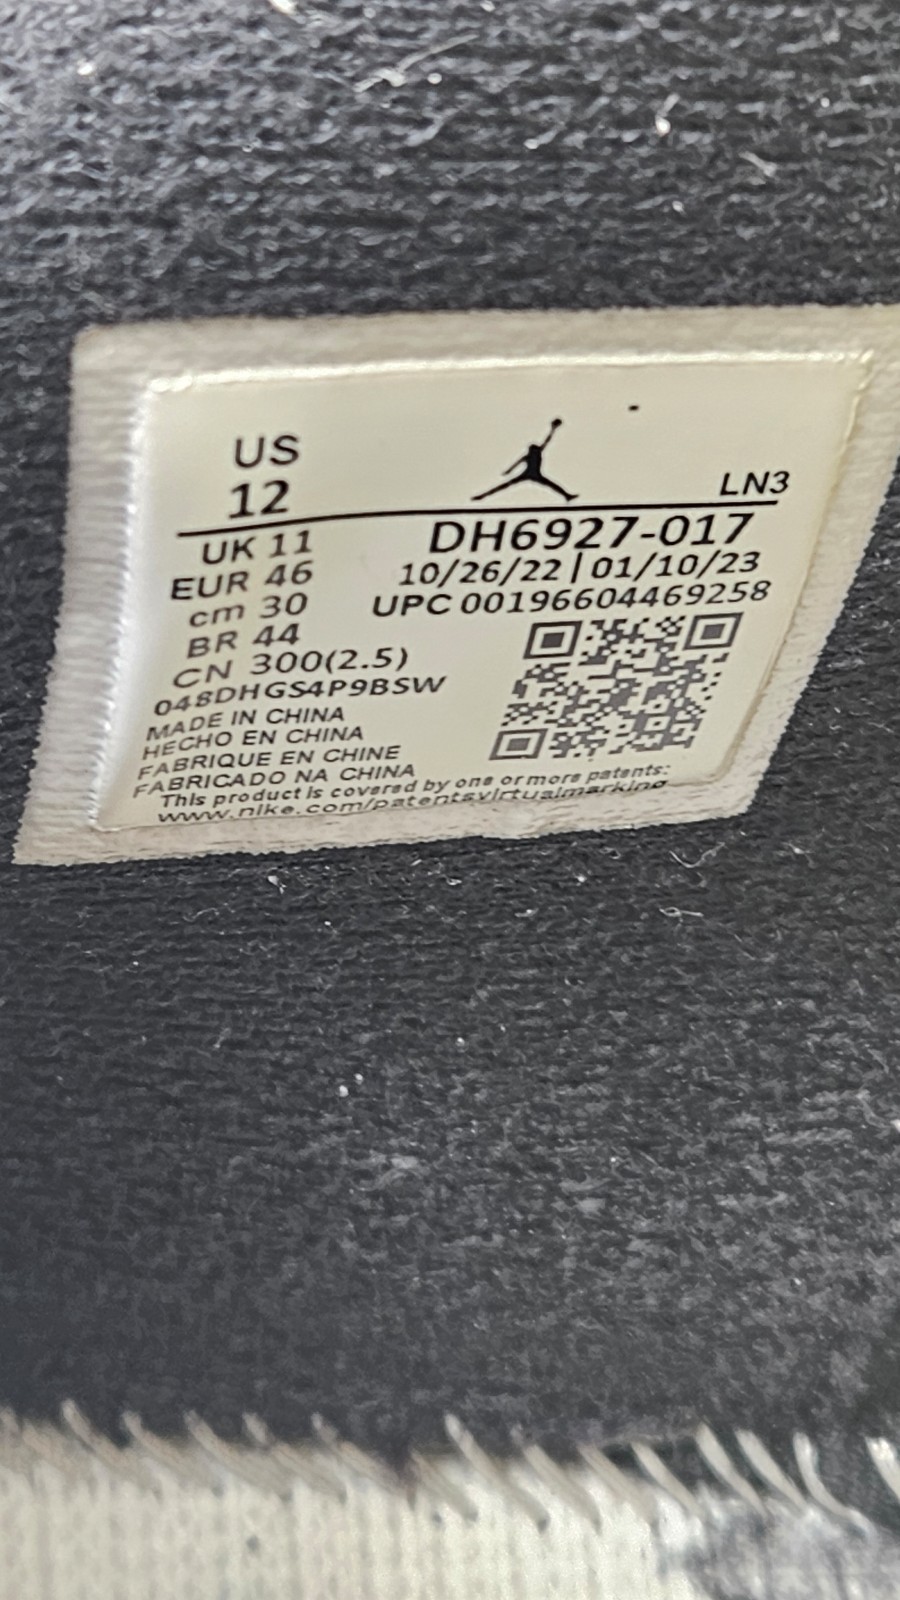 US
12
LN3
UK 11
DH6927-017
EUR 46
10/26/22 | 01/10/23
cm 30
UPC 00196604469258
BR 44
CN 300(2.5)
048DHGS4P9BSW
MADE IN CHINA
HECHO EN CHINA
FABRIQUE EN CHINE
FABRICADO NA CHINA
This product is covered by one or more patents:
www.nike.com/patentsvirtualmarking